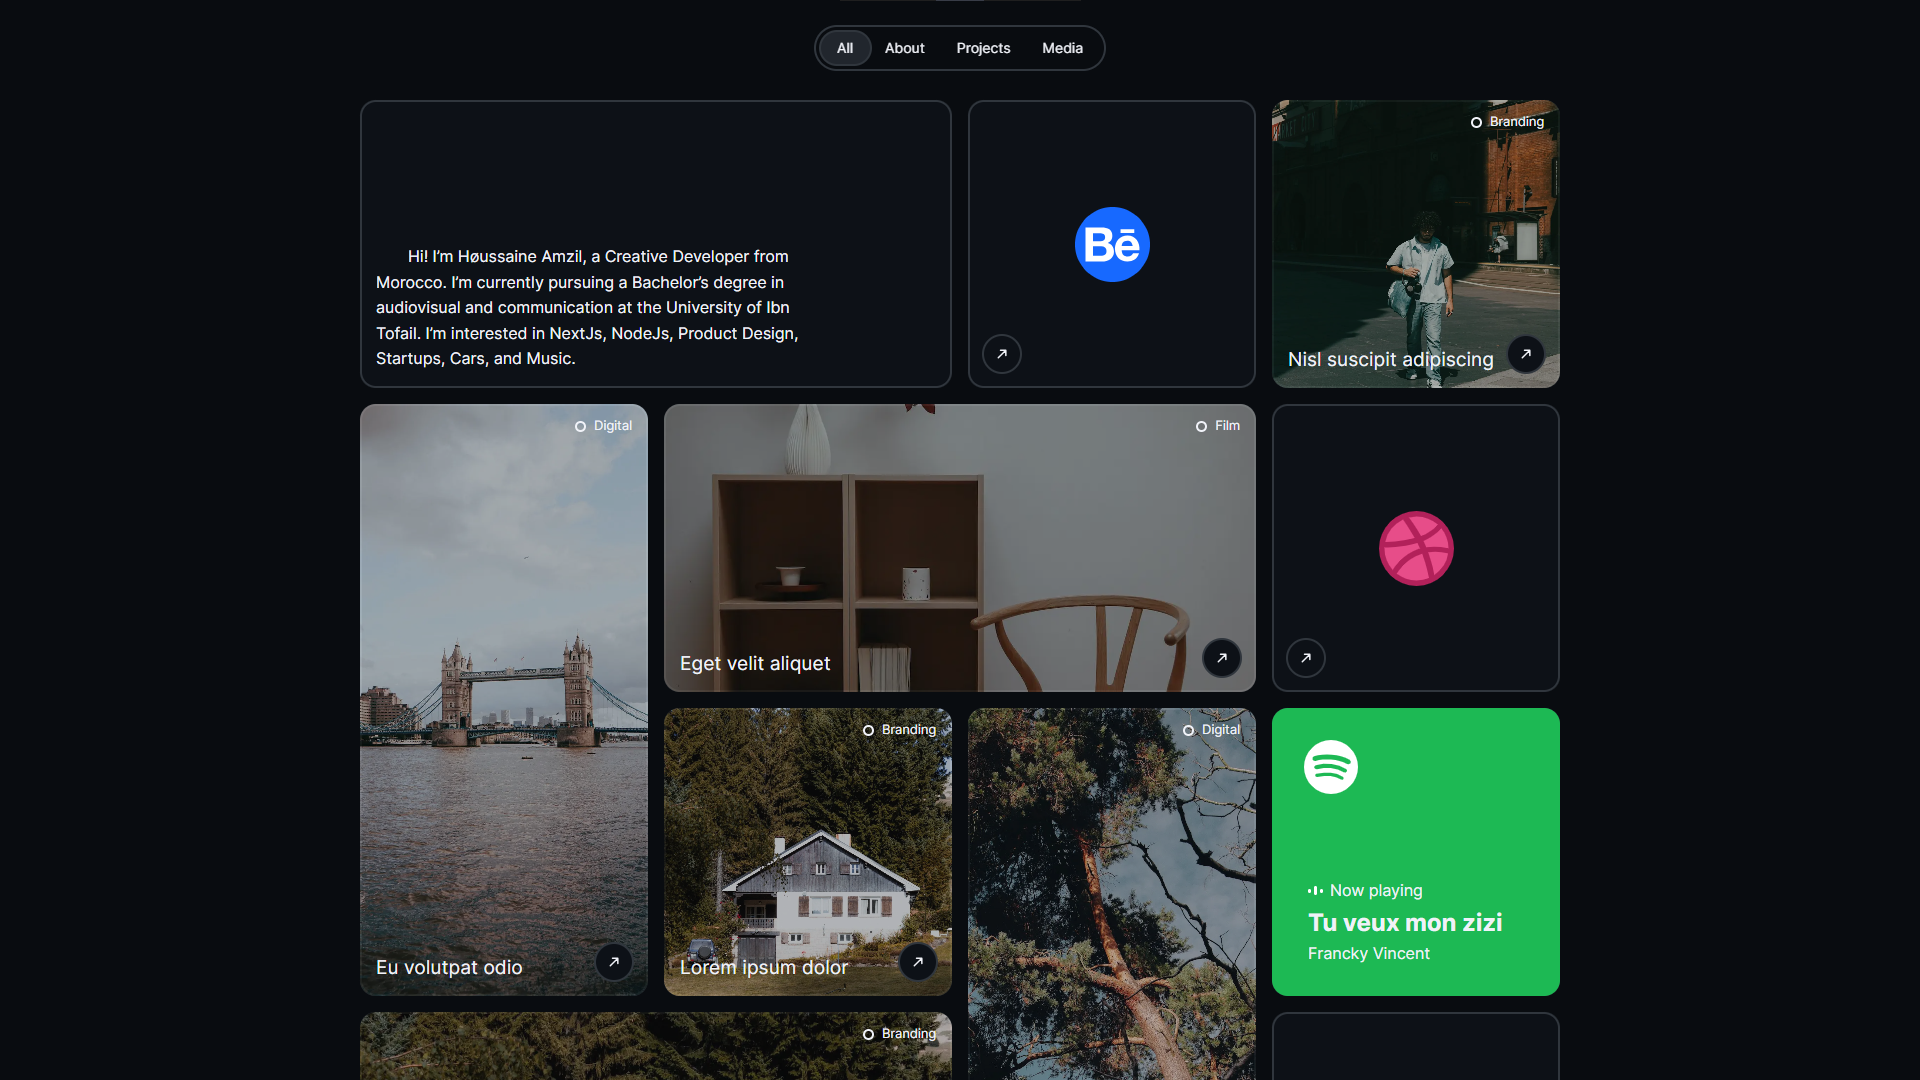 All
About
Projects
Media
Hi! I’m Høussaine Amzil, a Creative Developer from
Morocco. I’m currently pursuing a Bachelor’s degree in
audiovisual and communication at the University of Ibn
Tofail. I’m interested in NextJs, NodeJs, Product Design,
Startups, Cars, and Music.
Bē
Branding
Nisl suscipit adipiscing
Digital
Eu volutpat odio
Film
Eget velit aliquet
Branding
Lorem ipsum dolor
Digital
Now playing
Tu veux mon zizi
Francky Vincent
Branding